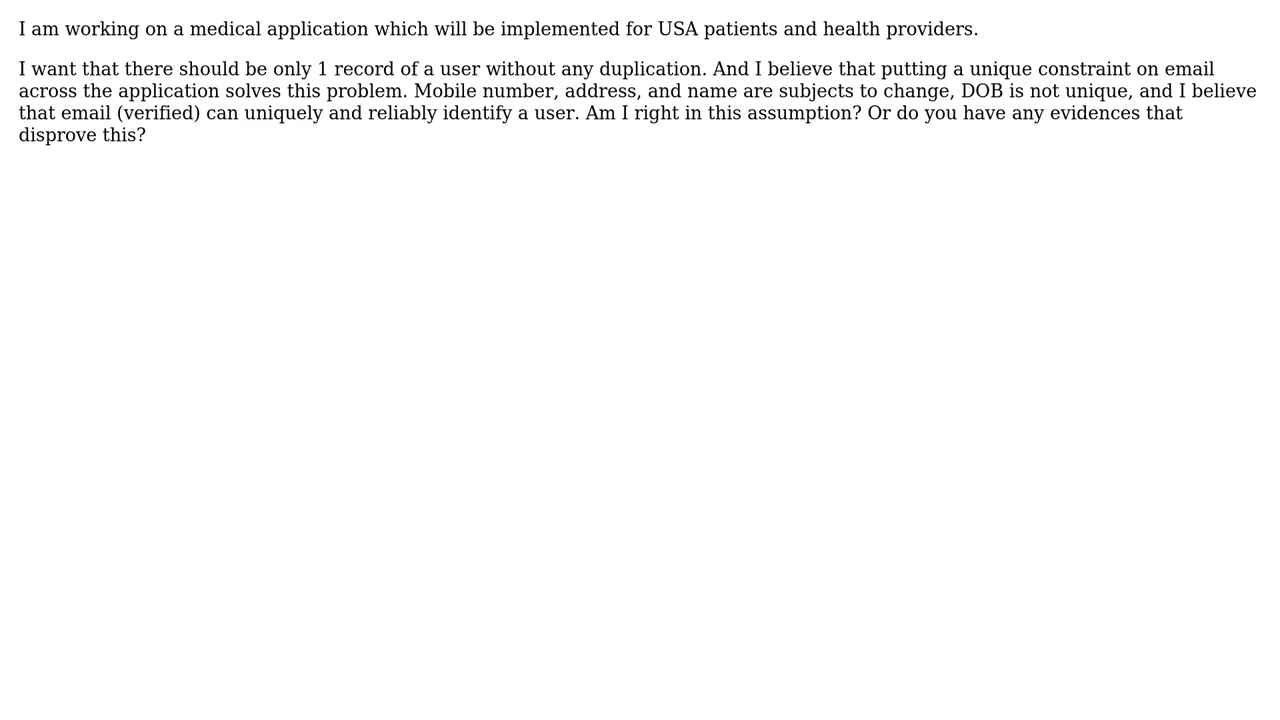 I am working on a medical application which will be implemented for USA patients and health providers.
I want that there should be only 1 record of a user without any duplication. And I believe that putting a unique constraint on email
across the application solves this problem. Mobile number, address, and name are subjects to change, DOB is not unique, and I believe
that email (verified) can uniquely and reliably identify a user. Am I right in this assumption? Or do you have any evidences that
disprove this?